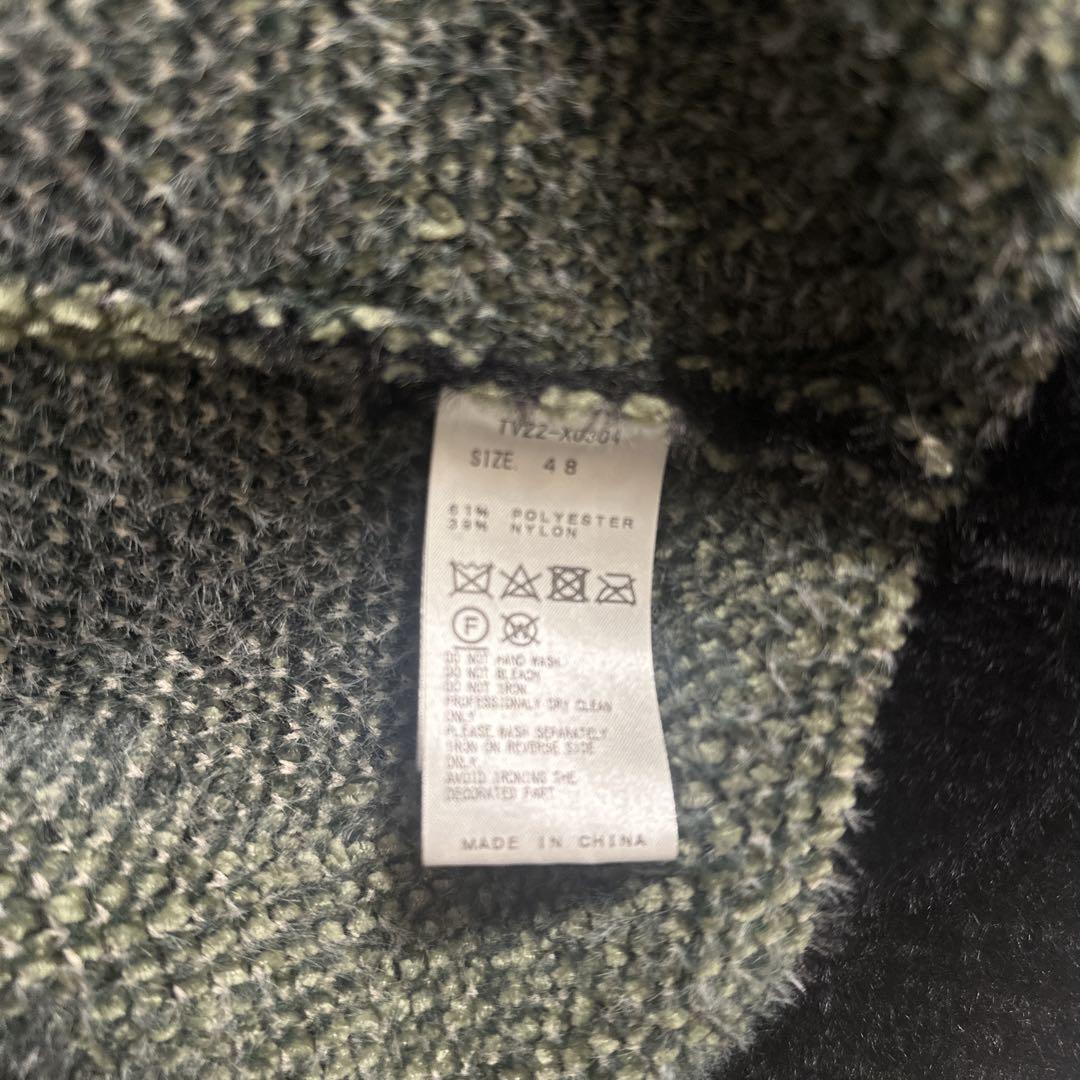 TV22-X0304
SIZE. 48
61% POLYESTER
39% NYLON
F W
DO NOT HAND WASH
DO NOT BLEACH
DO NOT IRON
PROFESSIONALY DRY CLEAN
ONLY
PLEASE WASH SEPARATELY
IRON ON REVERSE SIDE
ONLY.
AVOID IRONING THE
DECORATED PART
MADE IN CHINA